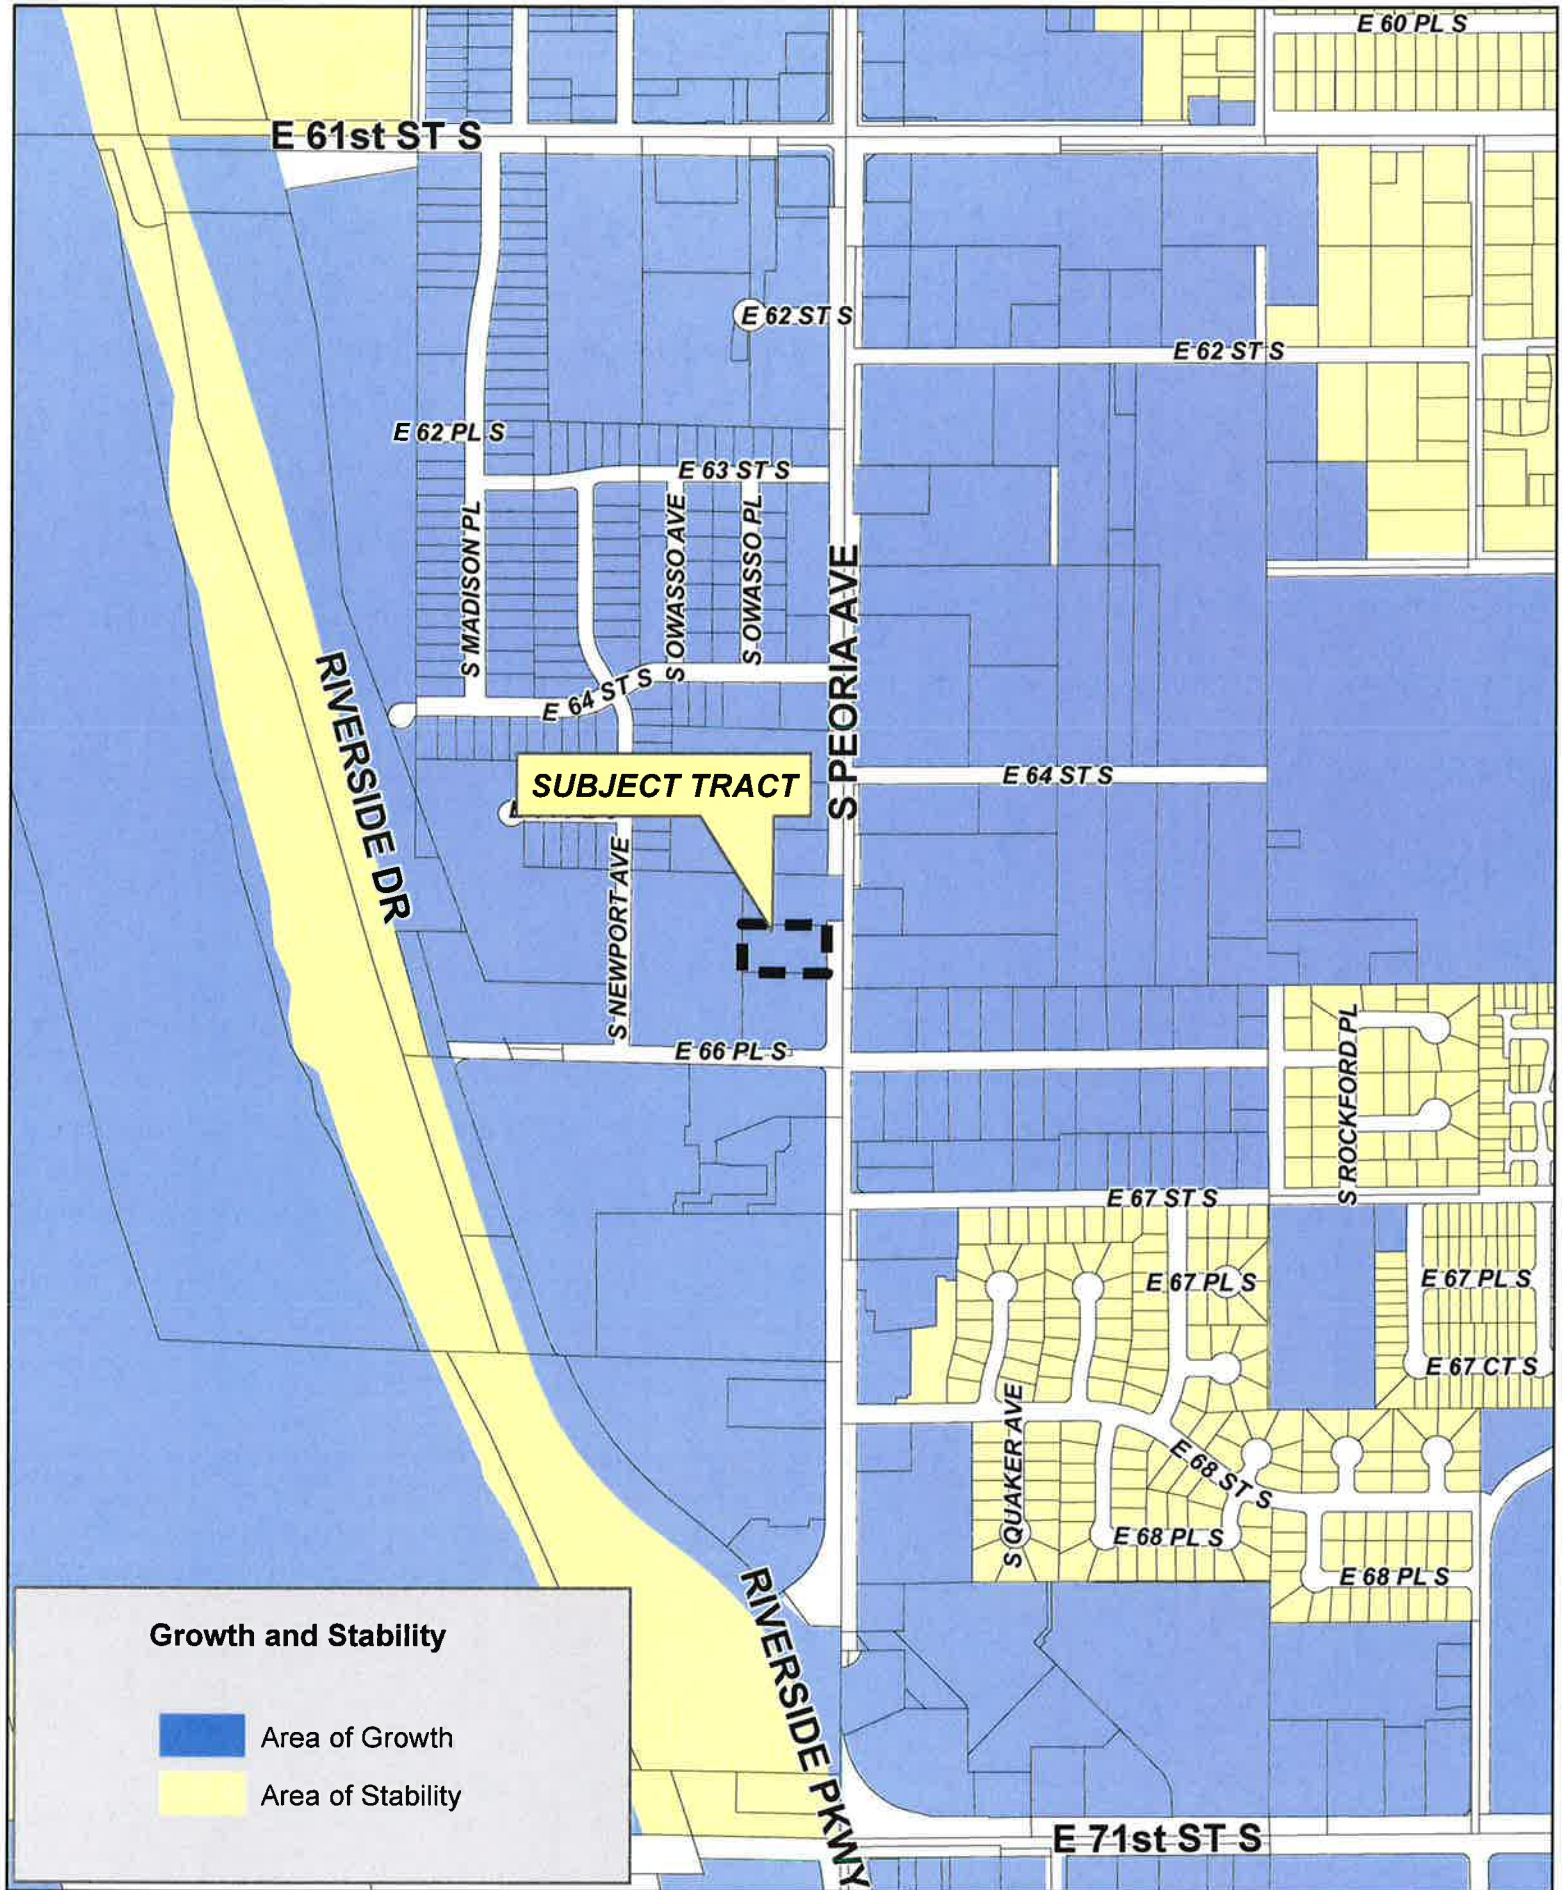 E 60 PL S
E 61st ST S
E 62 ST S
E 62 ST S
E 62 PL S
E 63 ST S
S MADISON PL
S OWASSO AVE
S OWASSO PL
S PEORIA AVE
E 64 ST S
RIVERSIDE DR
E 64 ST S
SUBJECT TRACT
S NEWPORT AVE
E 66 PL S
S ROCKFORD PL
E 67 ST S
E 67 PL S
E 67 PL S
E 67 CT S
S QUAKER AVE
E 68 ST S
E 68 PL S
E 68 PL S
RIVERSIDE PKWY
Growth and Stability
Area of Growth
Area of Stability
E 71st ST S